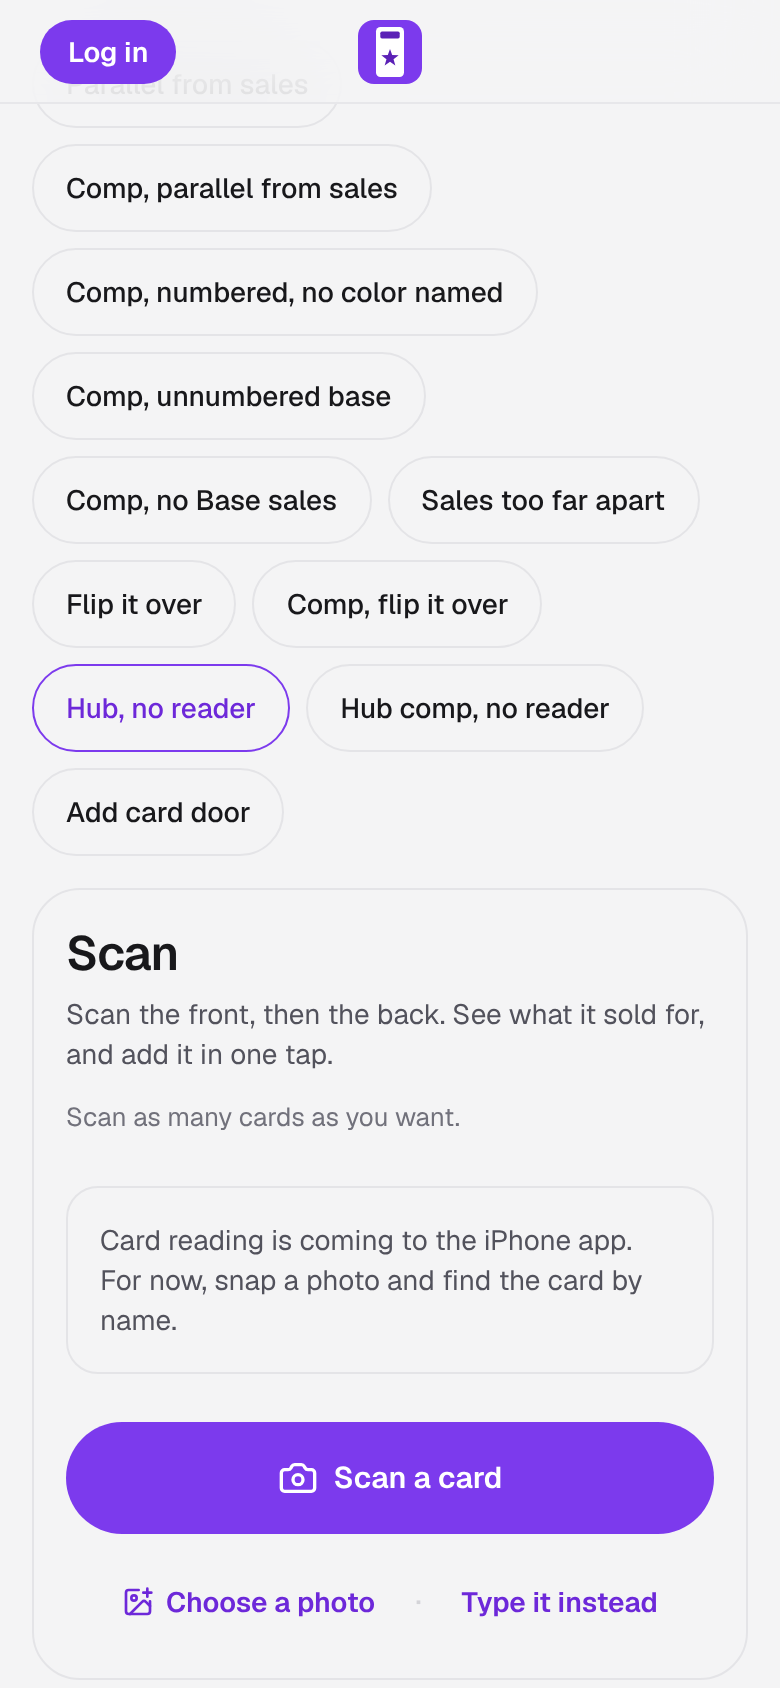 Log in
Parallel from sales
Comp, parallel from sales
Comp, numbered, no color named
Comp, unnumbered base
Comp, no Base sales
Sales too far apart
Flip it over
Comp, flip it over
Hub, no reader
Hub comp, no reader
Add card door
Scan
Scan the front, then the back. See what it sold for,
and add it in one tap.
Scan as many cards as you want.
Card reading is coming to the iPhone app.
For now, snap a photo and find the card by
name.
Scan a card
Choose a photo · Type it instead